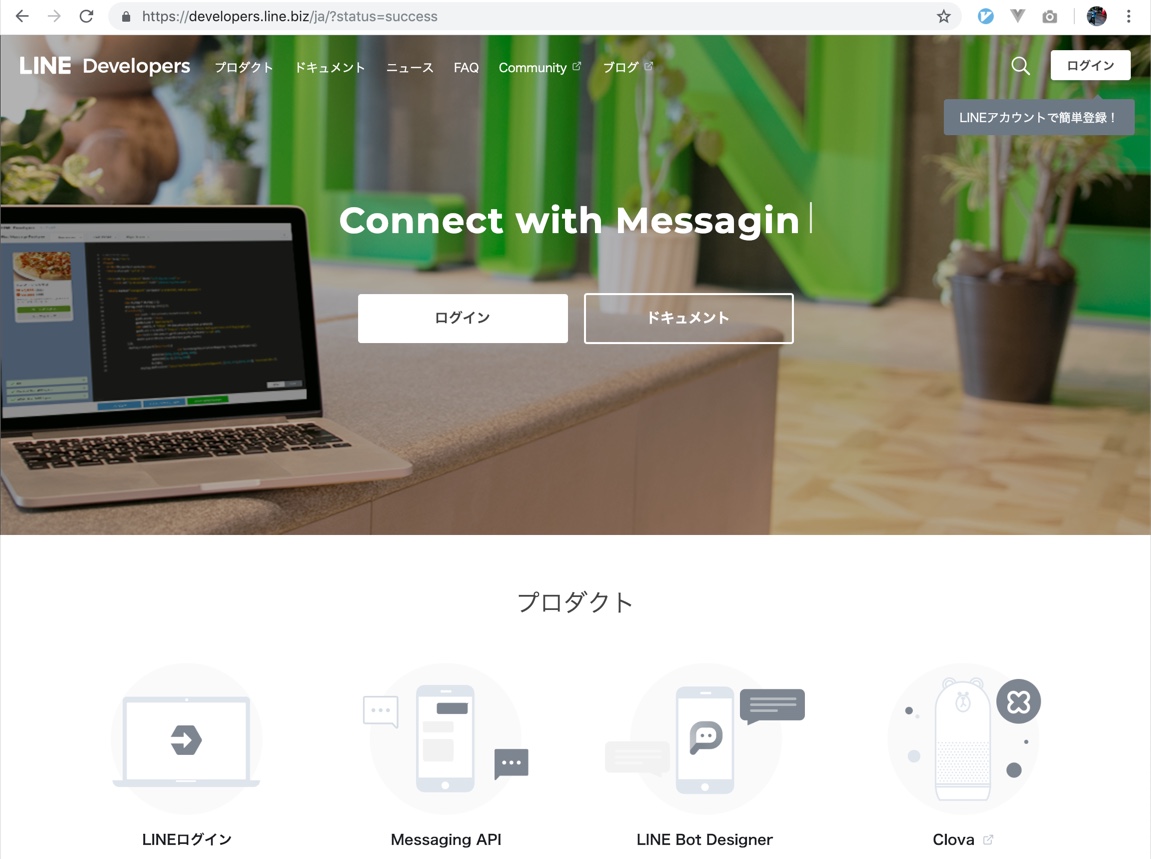 https://developers.line.biz/ja/?status=success
LINE Developers プロダクト ドキュメント ニュース FAQ Community ブログ ログイン
LINEアカウントで簡単登録！
Connect with Messagin
ログイン ドキュメント
プロダクト
LINEログイン Messaging API LINE Bot Designer Clova